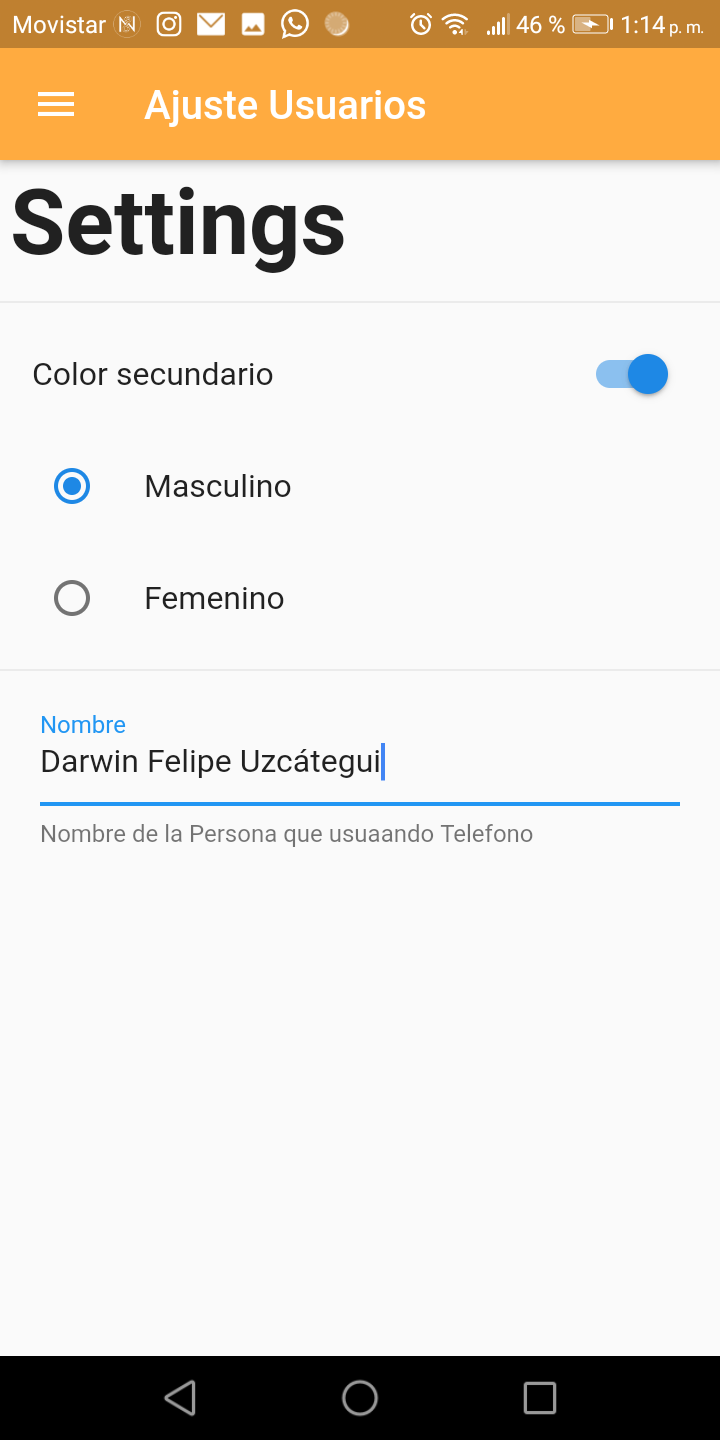 Movistar 46 % 1:14 p. m.
Ajuste Usuarios
Settings
Color secundario
Masculino
Femenino
Nombre
Darwin Felipe Uzcátegui
Nombre de la Persona que usuaando Telefono